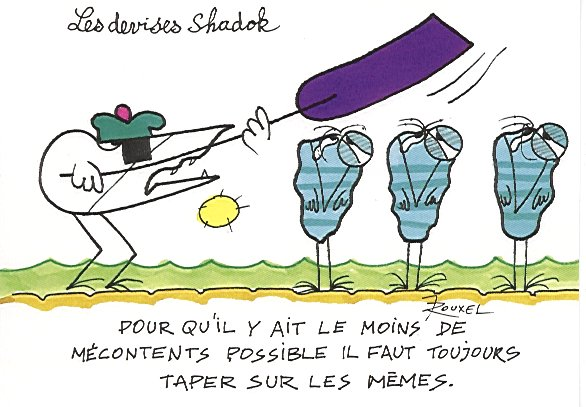 Les devises Shadok
ROUXEL
POUR QU'IL Y AIT LE MOINS DE
MÉCONTENTS POSSIBLE IL FAUT TOUJOURS
TAPER SUR LES MÊMES.